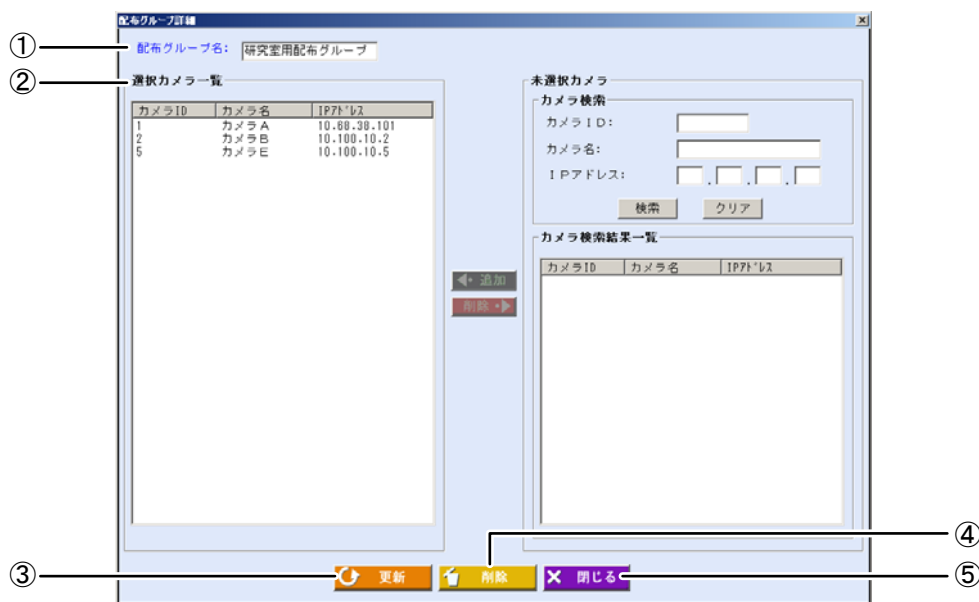 配布グループ詳細
① 配布グループ名: 研究室用配布グループ
② 選択カメラ一覧
カメラID カメラ名 IPｱﾄﾞﾚｽ
1 カメラA 10.68.38.101
2 カメラB 10.100.10.2
5 カメラE 10.100.10.5
追加
削除
未選択カメラ
カメラ検索
カメラID:
カメラ名:
IPアドレス: . . .
検索 クリア
カメラ検索結果一覧
カメラID カメラ名 IPｱﾄﾞﾚｽ
④
③ 更新 削除 閉じる ⑤